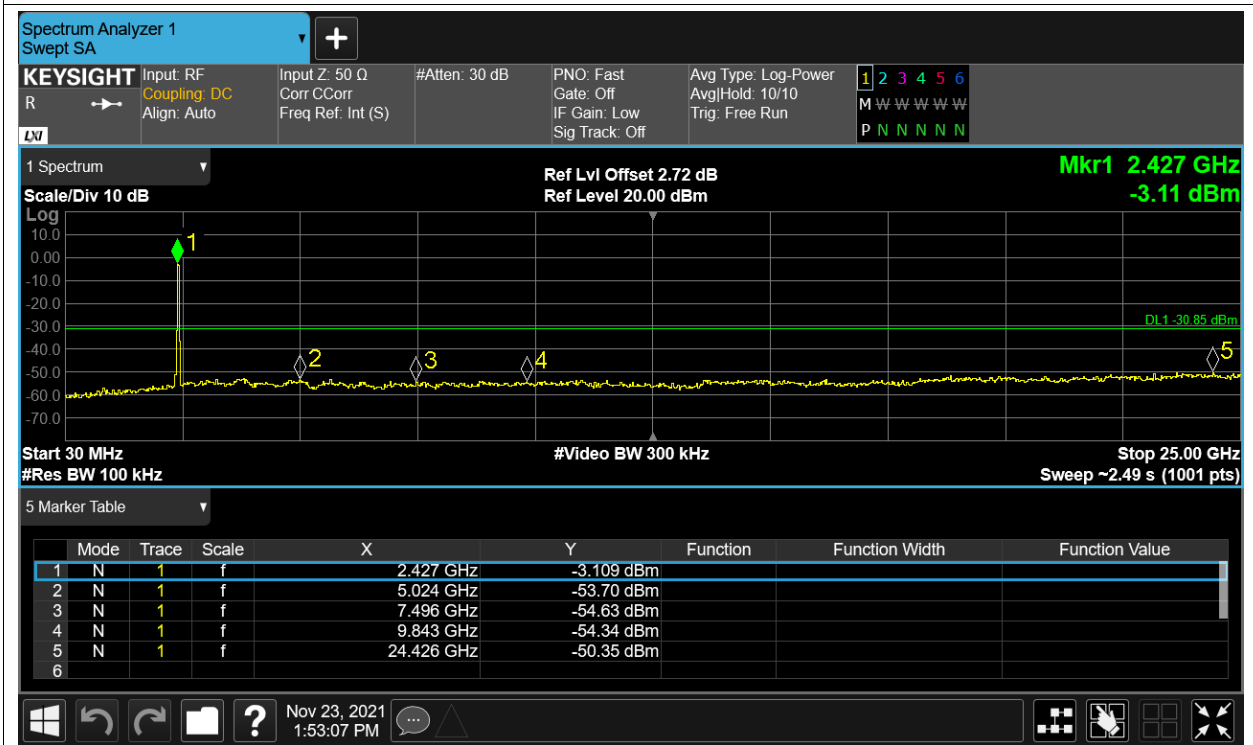 Spectrum Analyzer 1
Swept SA
KEYSIGHT
R
LXI
Input: RF
Coupling: DC
Align: Auto
Input Z: 50 Ω
Corr CCorr
Freq Ref: Int (S)
#Atten: 30 dB
PNO: Fast
Gate: Off
IF Gain: Low
Sig Track: Off
Avg Type: Log-Power
Avg|Hold: 10/10
Trig: Free Run
1 2 3 4 5 6
M W W W W W
P N N N N N
1 Spectrum
Scale/Div 10 dB
Ref Lvl Offset 2.72 dB
Ref Level 20.00 dBm
Mkr1 2.427 GHz
-3.11 dBm
Log
10.0
0.00
-10.0
-20.0
-30.0
-40.0
-50.0
-60.0
-70.0
1
2
3
4
5
DL1 -30.85 dBm
Start 30 MHz
#Video BW 300 kHz
Stop 25.00 GHz
#Res BW 100 kHz
Sweep ~2.49 s (1001 pts)
5 Marker Table
Mode Trace Scale X Y Function Function Width Function Value
1 N 1 f 2.427 GHz -3.109 dBm
2 N 1 f 5.024 GHz -53.70 dBm
3 N 1 f 7.496 GHz -54.63 dBm
4 N 1 f 9.843 GHz -54.34 dBm
5 N 1 f 24.426 GHz -50.35 dBm
6
?
Nov 23, 2021
1:53:07 PM